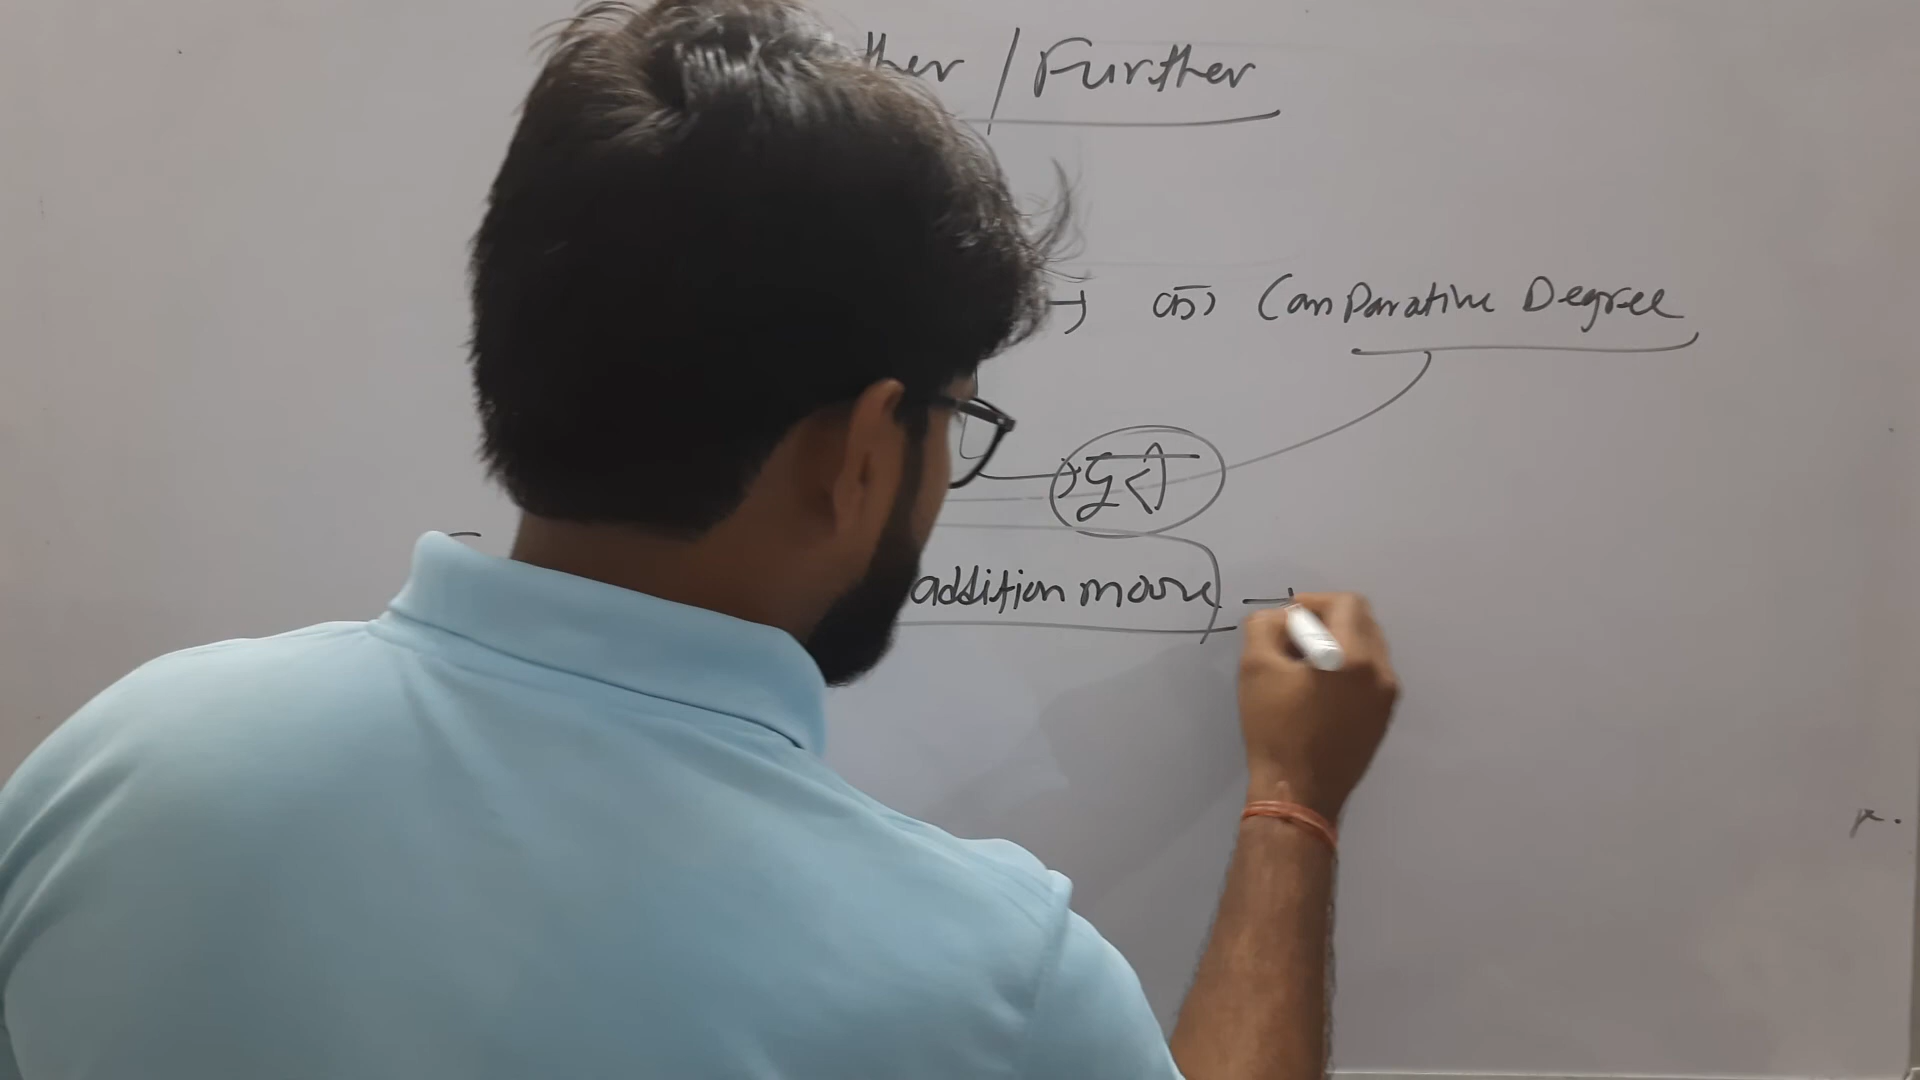 ther / Further
→ का Comparative Degree
→ दूरी
addition more →